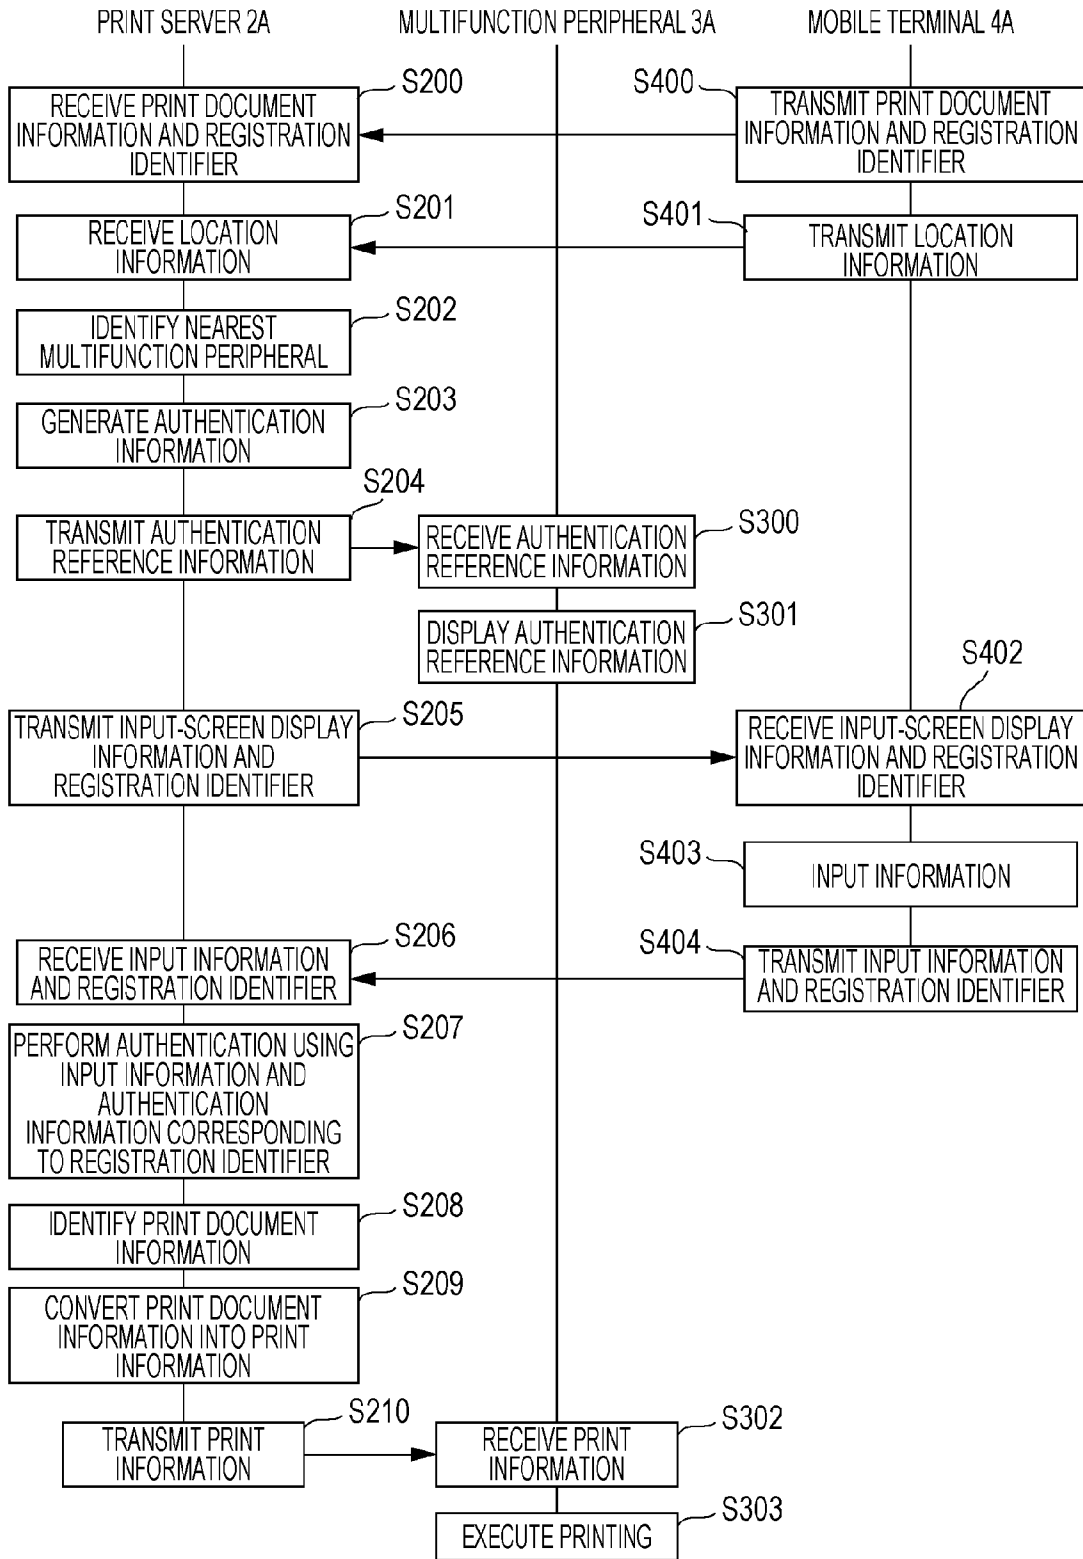 PRINT SERVER 2A
MULTIFUNCTION PERIPHERAL 3A
MOBILE TERMINAL 4A
S200
RECEIVE PRINT DOCUMENT
INFORMATION AND REGISTRATION
IDENTIFIER
S400
TRANSMIT PRINT DOCUMENT
INFORMATION AND REGISTRATION
IDENTIFIER
S201
RECEIVE LOCATION
INFORMATION
S401
TRANSMIT LOCATION
INFORMATION
S202
IDENTIFY NEAREST
MULTIFUNCTION PERIPHERAL
S203
GENERATE AUTHENTICATION
INFORMATION
S204
TRANSMIT AUTHENTICATION
REFERENCE INFORMATION
S300
RECEIVE AUTHENTICATION
REFERENCE INFORMATION
S301
DISPLAY AUTHENTICATION
REFERENCE INFORMATION
S205
TRANSMIT INPUT-SCREEN DISPLAY
INFORMATION AND
REGISTRATION IDENTIFIER
S402
RECEIVE INPUT-SCREEN DISPLAY
INFORMATION AND REGISTRATION
IDENTIFIER
S403
INPUT INFORMATION
S206
RECEIVE INPUT INFORMATION
AND REGISTRATION IDENTIFIER
S404
TRANSMIT INPUT INFORMATION
AND REGISTRATION IDENTIFIER
S207
PERFORM AUTHENTICATION USING
INPUT INFORMATION AND
AUTHENTICATION
INFORMATION CORRESPONDING
TO REGISTRATION IDENTIFIER
S208
IDENTIFY PRINT DOCUMENT
INFORMATION
S209
CONVERT PRINT DOCUMENT
INFORMATION INTO PRINT
INFORMATION
S210
TRANSMIT PRINT
INFORMATION
S302
RECEIVE PRINT
INFORMATION
S303
EXECUTE PRINTING